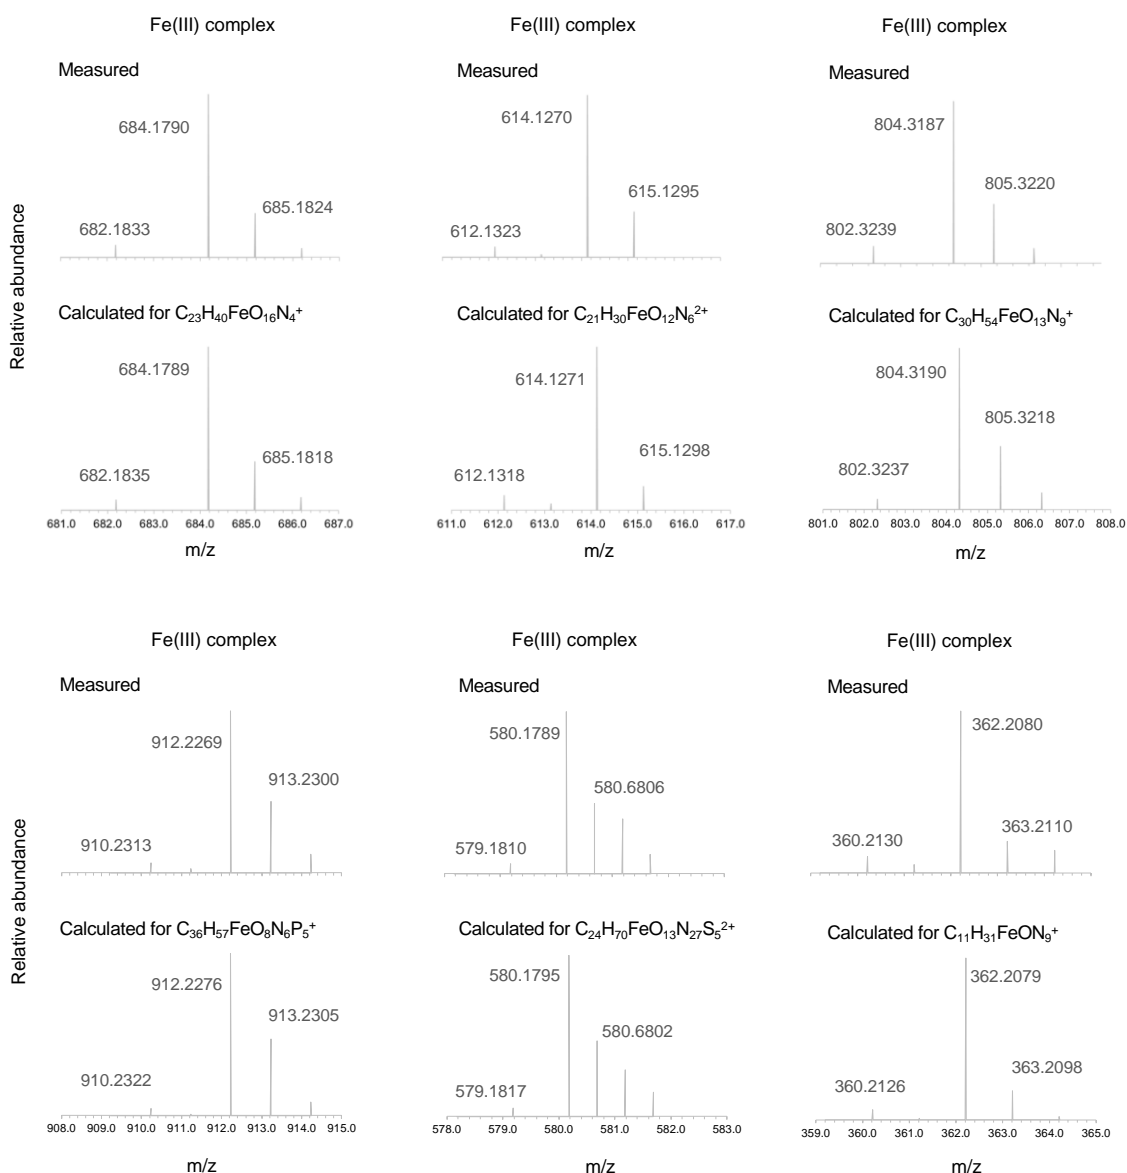 Fe(III) complex
Measured
684.1790
685.1824
682.1833
Calculated for C₂₃H₄₀FeO₁₆N₄⁺
684.1789
685.1818
682.1835
681.0 682.0 683.0 684.0 685.0 686.0 687.0
m/z
Fe(III) complex
Measured
614.1270
615.1295
612.1323
Calculated for C₂₁H₃₀FeO₁₂N₆²⁺
614.1271
615.1298
612.1318
611.0 612.0 613.0 614.0 615.0 616.0 617.0
m/z
Fe(III) complex
Measured
804.3187
805.3220
802.3239
Calculated for C₃₀H₅₄FeO₁₃N₉⁺
804.3190
805.3218
802.3237
801.0 802.0 803.0 804.0 805.0 806.0 807.0 808.0
m/z
Relative abundance
Fe(III) complex
Measured
912.2269
913.2300
910.2313
Calculated for C₃₆H₅₇FeO₈N₆P₅⁺
912.2276
913.2305
910.2322
908.0 909.0 910.0 911.0 912.0 913.0 914.0 915.0
m/z
Fe(III) complex
Measured
580.1789
580.6806
579.1810
Calculated for C₂₄H₇₀FeO₁₃N₂₇S₅²⁺
580.1795
580.6802
579.1817
578.0 579.0 580.0 581.0 582.0 583.0
m/z
Fe(III) complex
Measured
362.2080
363.2110
360.2130
Calculated for C₁₁H₃₁FeON₉⁺
362.2079
363.2098
360.2126
359.0 360.0 361.0 362.0 363.0 364.0 365.0
m/z
Relative abundance